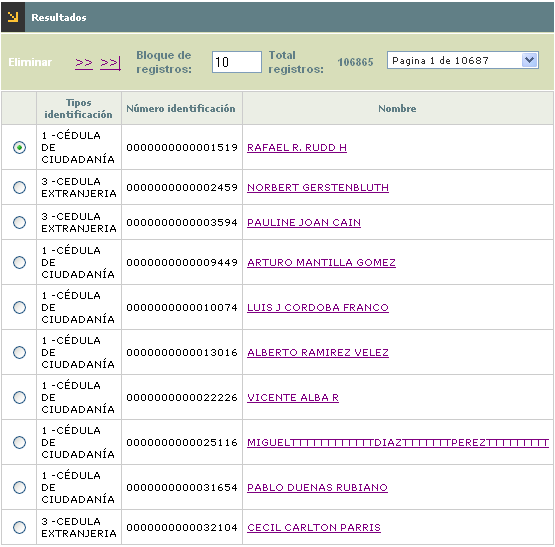 Resultados
Eliminar >> >>| Bloque de registros: 10 Total registros: 106865 Pagina 1 de 10687
Tipos identificación Número identificación Nombre
1 -CÉDULA DE CIUDADANÍA 0000000000001519 RAFAEL R. RUDD H
3 -CEDULA EXTRANJERIA 0000000000002459 NORBERT GERSTENBLUTH
3 -CEDULA EXTRANJERIA 0000000000003594 PAULINE JOAN CAIN
1 -CÉDULA DE CIUDADANÍA 0000000000009449 ARTURO MANTILLA GOMEZ
1 -CÉDULA DE CIUDADANÍA 0000000000010074 LUIS J CORDOBA FRANCO
1 -CÉDULA DE CIUDADANÍA 0000000000013016 ALBERTO RAMIREZ VELEZ
1 -CÉDULA DE CIUDADANÍA 0000000000022226 VICENTE ALBA R
1 -CÉDULA DE CIUDADANÍA 0000000000025116 MIGUELTTTTTTTTTTTTDIAZTTTTTTTPEREZTTTTTTTTT
1 -CÉDULA DE CIUDADANÍA 0000000000031654 PABLO DUENAS RUBIANO
3 -CEDULA EXTRANJERIA 0000000000032104 CECIL CARLTON PARRIS